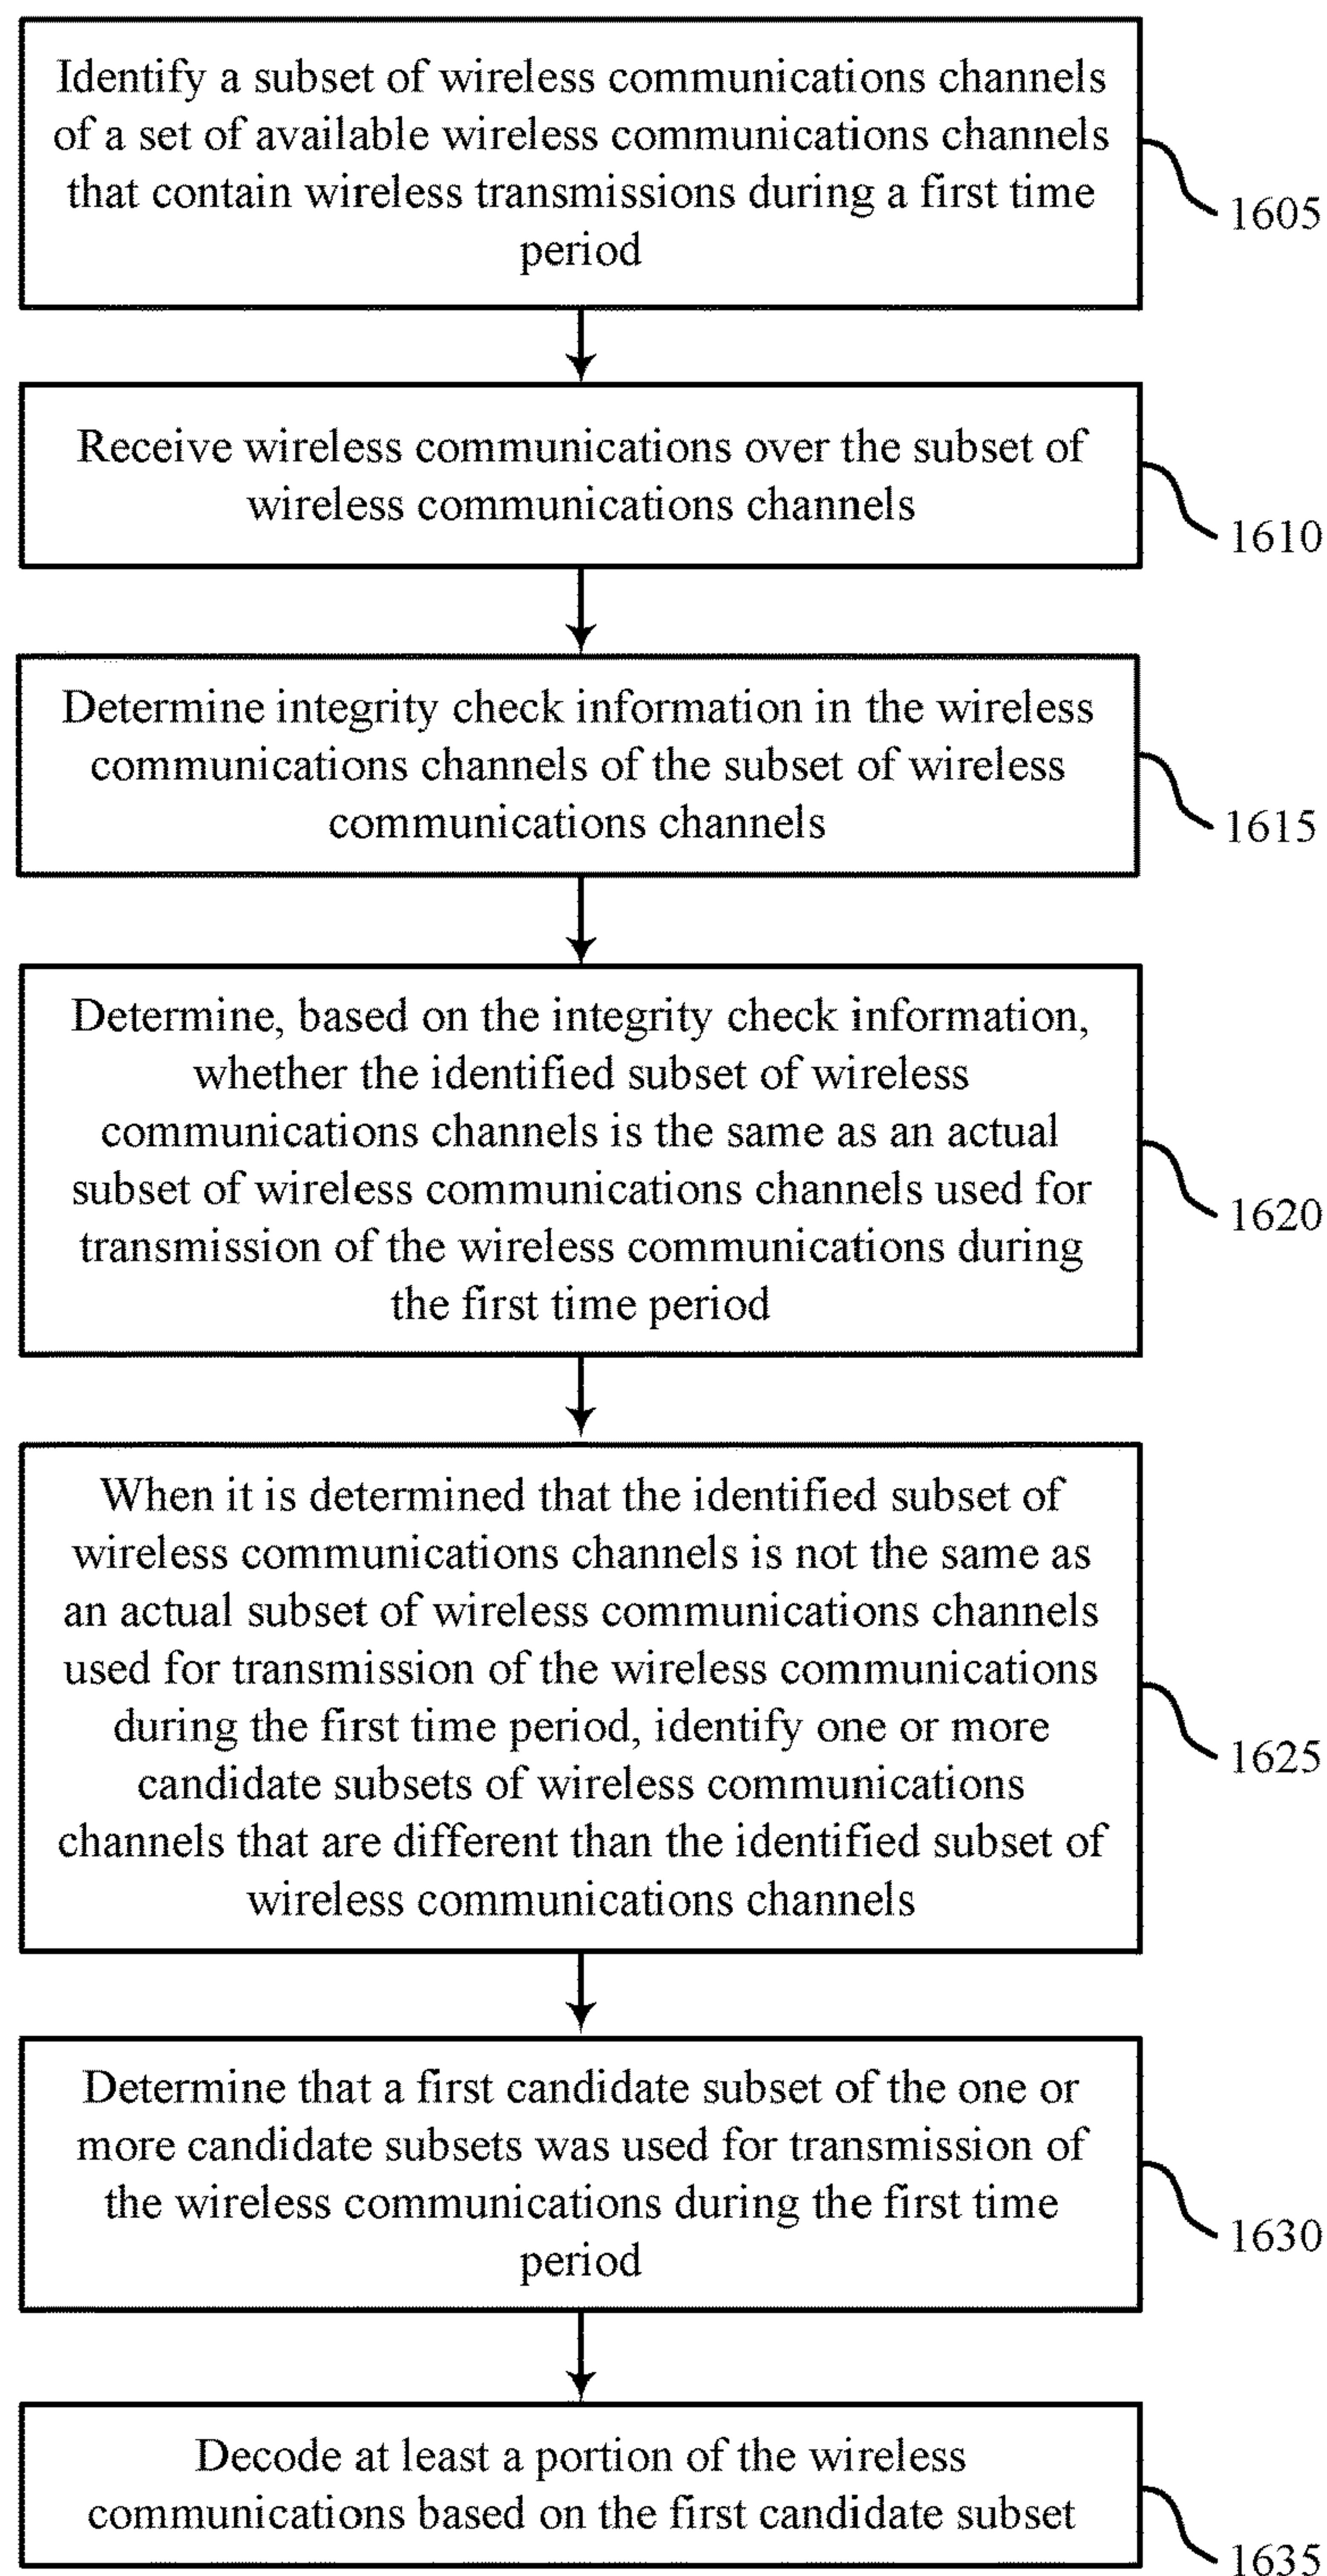 Identify a subset of wireless communications channels
of a set of available wireless communications channels
that contain wireless transmissions during a first time
period
1605
Receive wireless communications over the subset of
wireless communications channels
1610
Determine integrity check information in the wireless
communications channels of the subset of wireless
communications channels
1615
Determine, based on the integrity check information,
whether the identified subset of wireless
communications channels is the same as an actual
subset of wireless communications channels used for
transmission of the wireless communications during
the first time period
1620
When it is determined that the identified subset of
wireless communications channels is not the same as
an actual subset of wireless communications channels
used for transmission of the wireless communications
during the first time period, identify one or more
candidate subsets of wireless communications
channels that are different than the identified subset of
wireless communications channels
1625
Determine that a first candidate subset of the one or
more candidate subsets was used for transmission of
the wireless communications during the first time
period
1630
Decode at least a portion of the wireless
communications based on the first candidate subset
1635